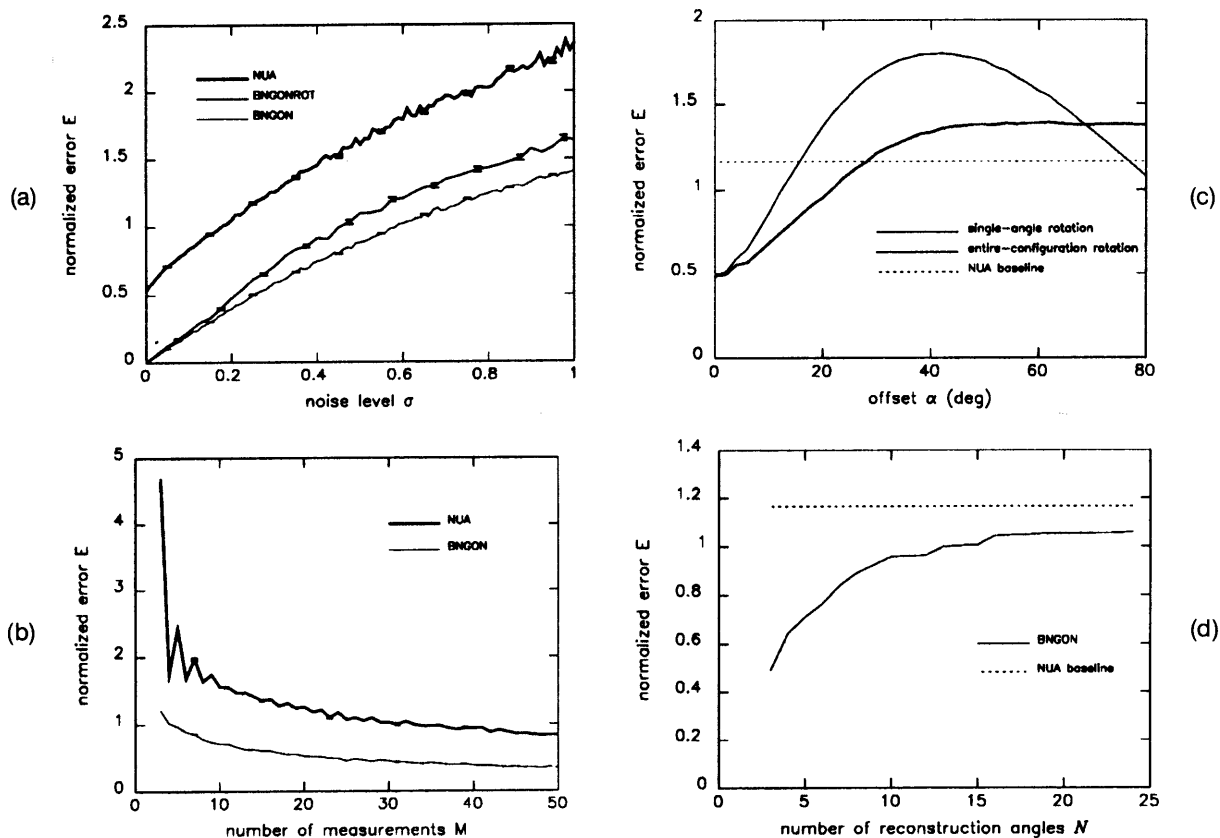 (a)
normalized error E
2.5
2
1.5
1
0.5
0
NUA
BNGONROT
BNGON
0 0.2 0.4 0.6 0.8 1
noise level σ
(c)
normalized error E
2
1.5
1
0.5
0
single-angle rotation
entire-configuration rotation
NUA baseline
0 20 40 60 80
offset α (deg)
(b)
normalized error E
5
4
3
2
1
0
NUA
BNGON
0 10 20 30 40 50
number of measurements M
(d)
normalized error E
1.4
1.2
1
0.8
0.6
0.4
0.2
0
BNGON
NUA baseline
0 5 10 15 20 25
number of reconstruction angles N